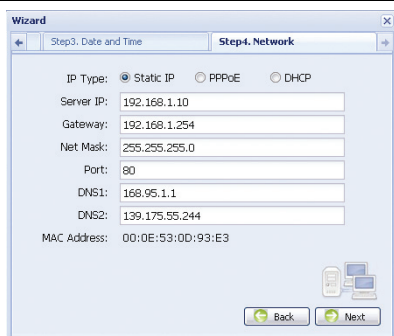 Wizard
Step3. Date and Time Step4. Network
IP Type: Static IP PPPoE DHCP
Server IP: 192.168.1.10
Gateway: 192.168.1.254
Net Mask: 255.255.255.0
Port: 80
DNS1: 168.95.1.1
DNS2: 139.175.55.244
MAC Address: 00:0E:53:0D:93:E3
Back Next